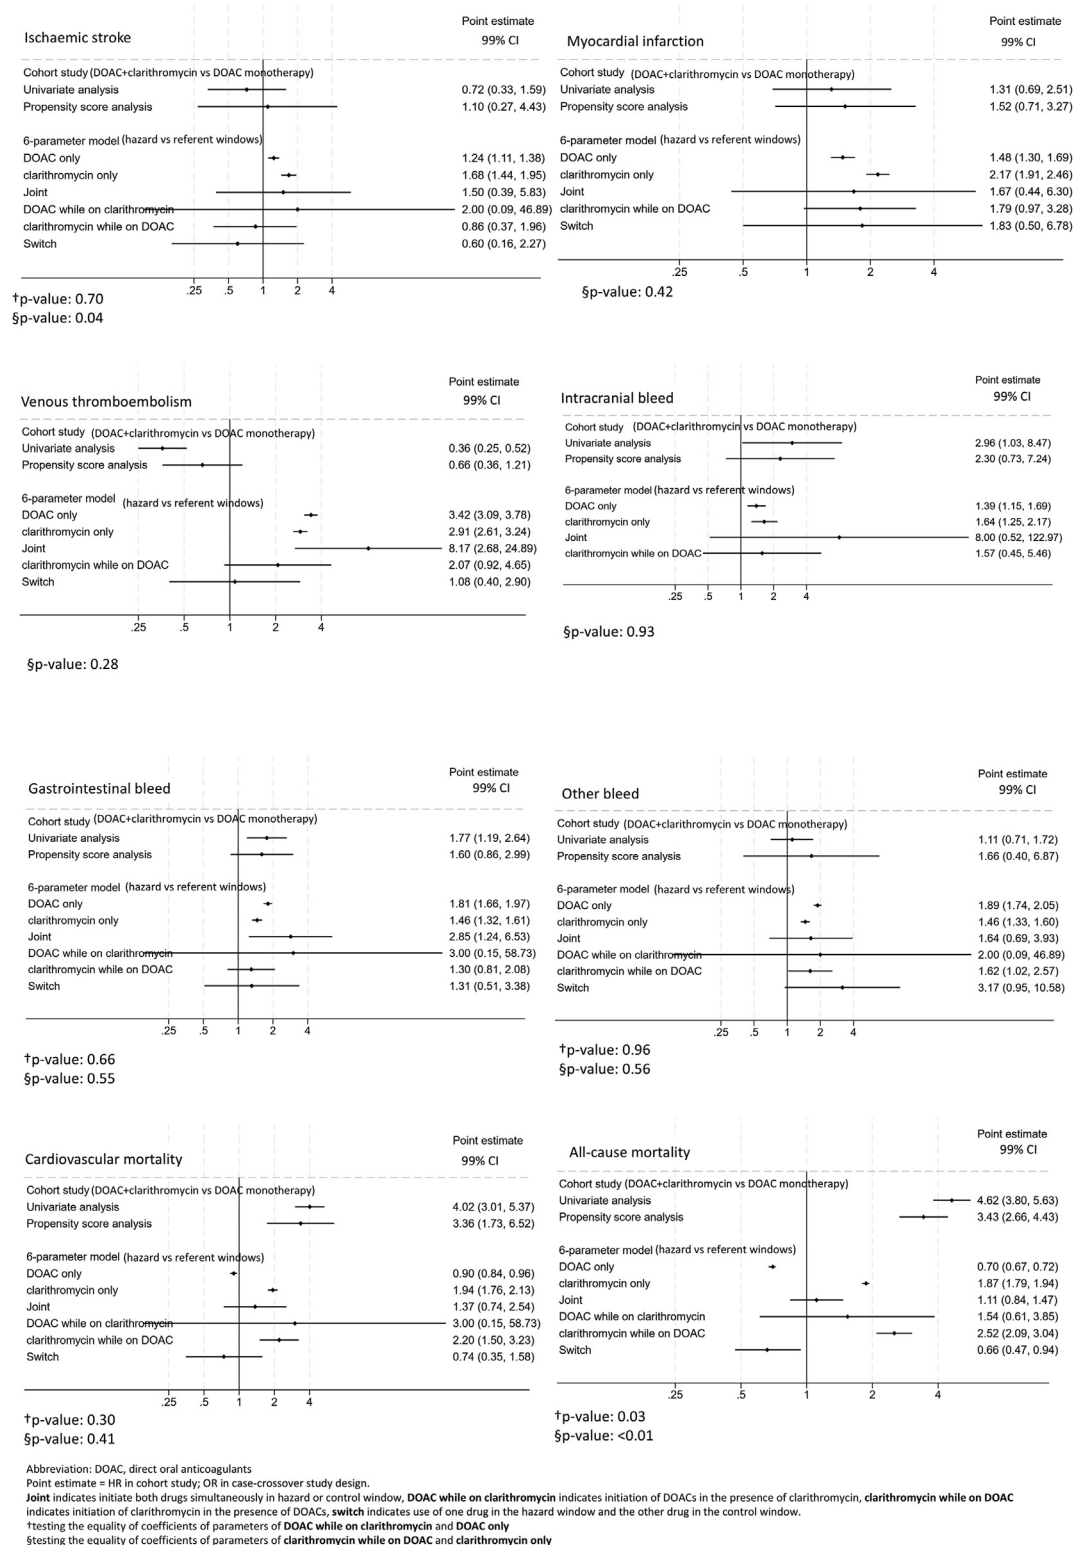 Ischaemic stroke
Point estimate
99% CI
Cohort study (DOAC+clarithromycin vs DOAC monotherapy)
Univariate analysis 0.72 (0.33, 1.59)
Propensity score analysis 1.10 (0.27, 4.43)
6-parameter model (hazard vs referent windows)
DOAC only 1.24 (1.11, 1.38)
clarithromycin only 1.68 (1.44, 1.95)
Joint 1.50 (0.39, 5.83)
DOAC while on clarithromycin 2.00 (0.09, 46.89)
clarithromycin while on DOAC 0.86 (0.37, 1.96)
Switch 0.60 (0.16, 2.27)
.25 .5 1 2 4
†p-value: 0.70
§p-value: 0.04
Myocardial infarction
Point estimate
99% CI
Cohort study (DOAC+clarithromycin vs DOAC monotherapy)
Univariate analysis 1.31 (0.69, 2.51)
Propensity score analysis 1.52 (0.71, 3.27)
6-parameter model (hazard vs referent windows)
DOAC only 1.48 (1.30, 1.69)
clarithromycin only 2.17 (1.91, 2.46)
Joint 1.67 (0.44, 6.30)
clarithromycin while on DOAC 1.79 (0.97, 3.28)
Switch 1.83 (0.50, 6.78)
.25 .5 1 2 4
§p-value: 0.42
Venous thromboembolism
Point estimate
99% CI
Cohort study (DOAC+clarithromycin vs DOAC monotherapy)
Univariate analysis 0.36 (0.25, 0.52)
Propensity score analysis 0.66 (0.36, 1.21)
6-parameter model (hazard vs referent windows)
DOAC only 3.42 (3.09, 3.78)
clarithromycin only 2.91 (2.61, 3.24)
Joint 8.17 (2.68, 24.89)
clarithromycin while on DOAC 2.07 (0.92, 4.65)
Switch 1.08 (0.40, 2.90)
.25 .5 1 2 4
§p-value: 0.28
Intracranial bleed
Point estimate
99% CI
Cohort study (DOAC+clarithromycin vs DOAC monotherapy)
Univariate analysis 2.96 (1.03, 8.47)
Propensity score analysis 2.30 (0.73, 7.24)
6-parameter model (hazard vs referent windows)
DOAC only 1.39 (1.15, 1.69)
clarithromycin only 1.64 (1.25, 2.17)
Joint 8.00 (0.52, 122.97)
clarithromycin while on DOAC 1.57 (0.45, 5.46)
.25 .5 1 2 4
§p-value: 0.93
Gastrointestinal bleed
Point estimate
99% CI
Cohort study (DOAC+clarithromycin vs DOAC monotherapy)
Univariate analysis 1.77 (1.19, 2.64)
Propensity score analysis 1.60 (0.86, 2.99)
6-parameter model (hazard vs referent windows)
DOAC only 1.81 (1.66, 1.97)
clarithromycin only 1.46 (1.32, 1.61)
Joint 2.85 (1.24, 6.53)
DOAC while on clarithromycin 3.00 (0.15, 58.73)
clarithromycin while on DOAC 1.30 (0.81, 2.08)
Switch 1.31 (0.51, 3.38)
.25 .5 1 2 4
†p-value: 0.66
§p-value: 0.55
Other bleed
Point estimate
99% CI
Cohort study (DOAC+clarithromycin vs DOAC monotherapy)
Univariate analysis 1.11 (0.71, 1.72)
Propensity score analysis 1.66 (0.40, 6.87)
6-parameter model (hazard vs referent windows)
DOAC only 1.89 (1.74, 2.05)
clarithromycin only 1.46 (1.33, 1.60)
Joint 1.64 (0.69, 3.93)
DOAC while on clarithromycin 2.00 (0.09, 46.89)
clarithromycin while on DOAC 1.62 (1.02, 2.57)
Switch 3.17 (0.95, 10.58)
.25 .5 1 2 4
†p-value: 0.96
§p-value: 0.56
Cardiovascular mortality
Point estimate
99% CI
Cohort study (DOAC+clarithromycin vs DOAC monotherapy)
Univariate analysis 4.02 (3.01, 5.37)
Propensity score analysis 3.36 (1.73, 6.52)
6-parameter model (hazard vs referent windows)
DOAC only 0.90 (0.84, 0.96)
clarithromycin only 1.94 (1.76, 2.13)
Joint 1.37 (0.74, 2.54)
DOAC while on clarithromycin 3.00 (0.15, 58.73)
clarithromycin while on DOAC 2.20 (1.50, 3.23)
Switch 0.74 (0.35, 1.58)
.25 .5 1 2 4
†p-value: 0.30
§p-value: 0.41
All-cause mortality
Point estimate
99% CI
Cohort study (DOAC+clarithromycin vs DOAC monotherapy)
Univariate analysis 4.62 (3.80, 5.63)
Propensity score analysis 3.43 (2.66, 4.43)
6-parameter model (hazard vs referent windows)
DOAC only 0.70 (0.67, 0.72)
clarithromycin only 1.87 (1.79, 1.94)
Joint 1.11 (0.84, 1.47)
DOAC while on clarithromycin 1.54 (0.61, 3.85)
clarithromycin while on DOAC 2.52 (2.09, 3.04)
Switch 0.66 (0.47, 0.94)
.25 .5 1 2 4
†p-value: 0.03
§p-value: <0.01
Abbreviation: DOAC, direct oral anticoagulants
Point estimate = HR in cohort study; OR in case-crossover study design.
Joint indicates initiate both drugs simultaneously in hazard or control window, DOAC while on clarithromycin indicates initiation of DOACs in the presence of clarithromycin, clarithromycin while on DOAC
indicates initiation of clarithromycin in the presence of DOACs, switch indicates use of one drug in the hazard window and the other drug in the control window.
†testing the equality of coefficients of parameters of DOAC while on clarithromycin and DOAC only
§testing the equality of coefficients of parameters of clarithromycin while on DOAC and clarithromycin only